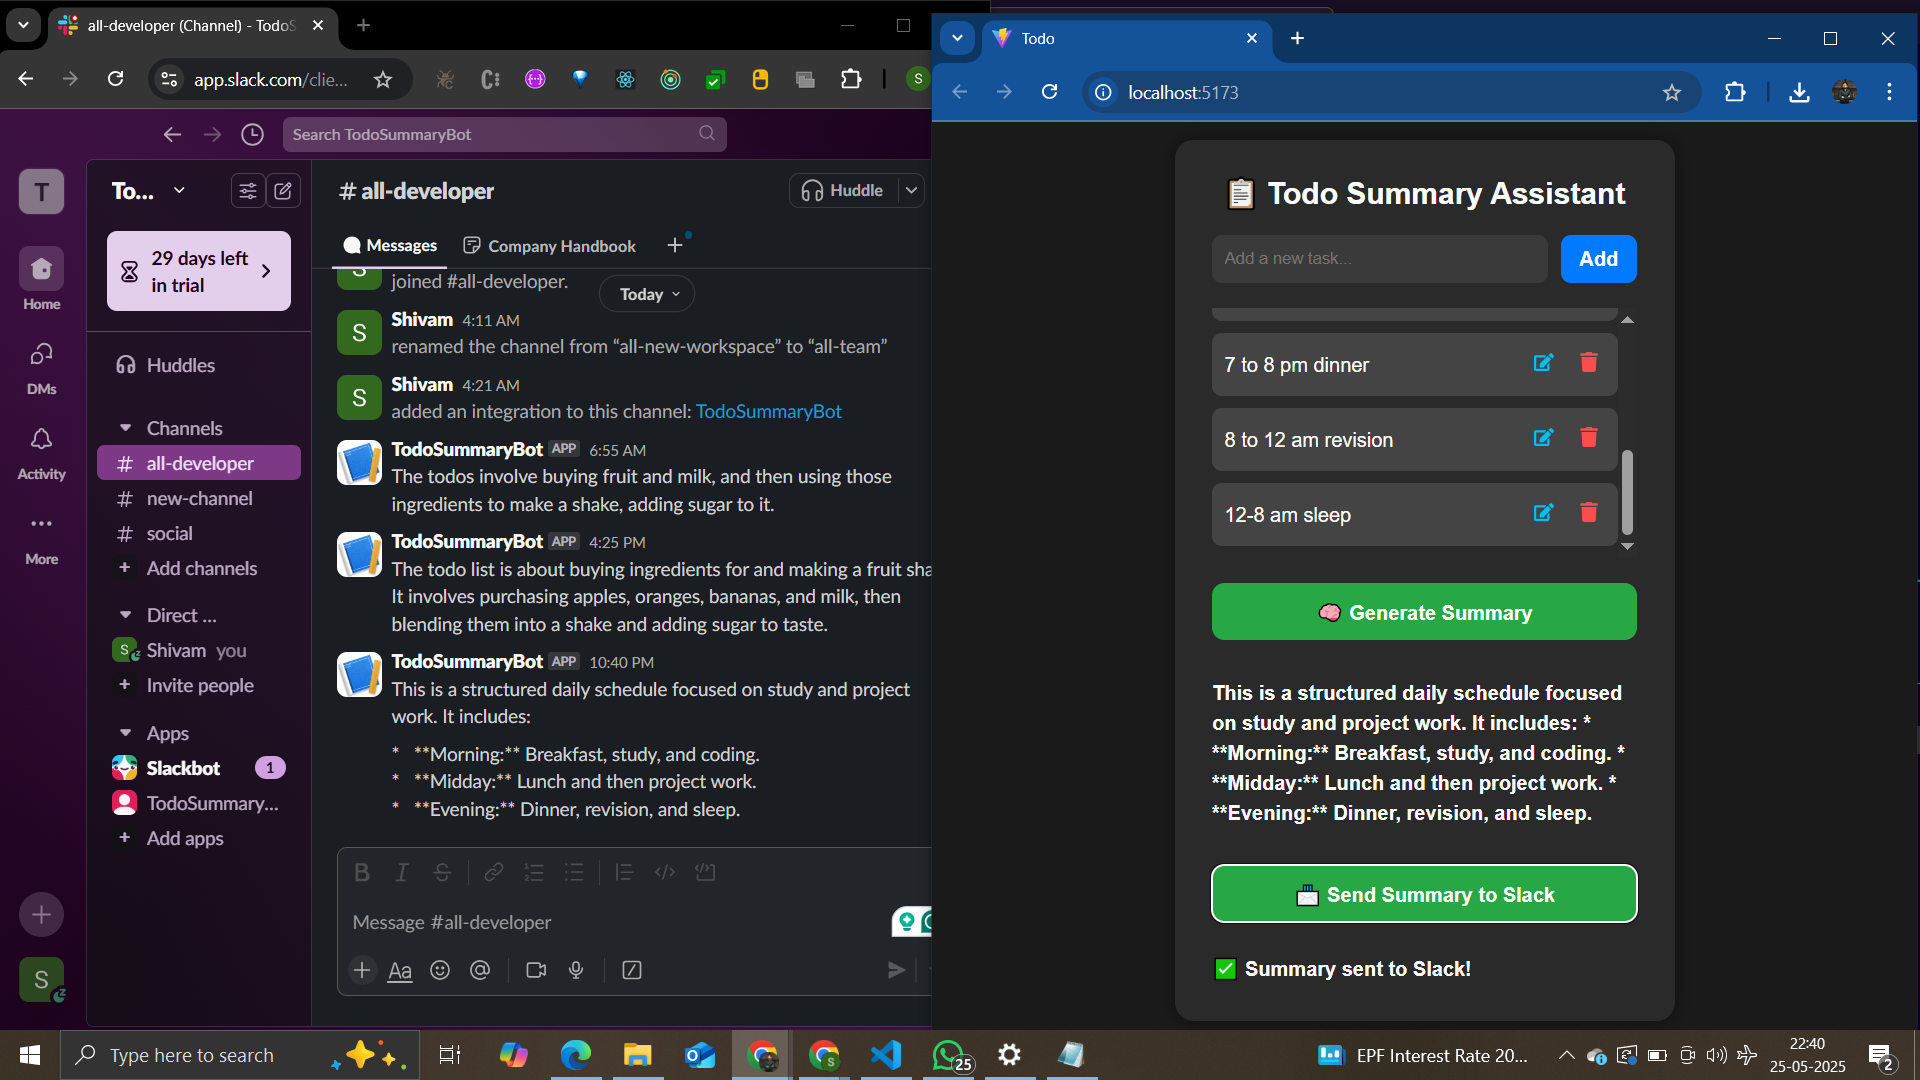 all-developer (Channel) - TodoS
app.slack.com/clie...
S
Search TodoSummaryBot
T
To...
29 days left
in trial
Home
DMs
Activity
More
Huddles
Channels
# all-developer
# new-channel
# social
+ Add channels
Direct ...
S Shivam you
+ Invite people
Apps
Slackbot 1
TodoSummary...
+ Add apps
S
# all-developer
Huddle
Messages
Company Handbook
joined #all-developer.
Today
S
Shivam 4:11 AM
renamed the channel from “all-new-workspace” to “all-team”
S
Shivam 4:21 AM
added an integration to this channel: TodoSummaryBot
TodoSummaryBot APP 6:55 AM
The todos involve buying fruit and milk, and then using those
ingredients to make a shake, adding sugar to it.
TodoSummaryBot APP 4:25 PM
The todo list is about buying ingredients for and making a fruit sha
It involves purchasing apples, oranges, bananas, and milk, then
blending them into a shake and adding sugar to taste.
TodoSummaryBot APP 10:40 PM
This is a structured daily schedule focused on study and project
work. It includes:
* **Morning:** Breakfast, study, and coding.
* **Midday:** Lunch and then project work.
* **Evening:** Dinner, revision, and sleep.
Message #all-developer
Aa
Todo
localhost:5173
📋 Todo Summary Assistant
Add a new task...
Add
7 to 8 pm dinner
8 to 12 am revision
12-8 am sleep
🧠 Generate Summary
This is a structured daily schedule focused
on study and project work. It includes: *
**Morning:** Breakfast, study, and coding. *
**Midday:** Lunch and then project work. *
**Evening:** Dinner, revision, and sleep.
📨 Send Summary to Slack
✅ Summary sent to Slack!
Type here to search
25
EPF Interest Rate 20...
22:40
25-05-2025
2